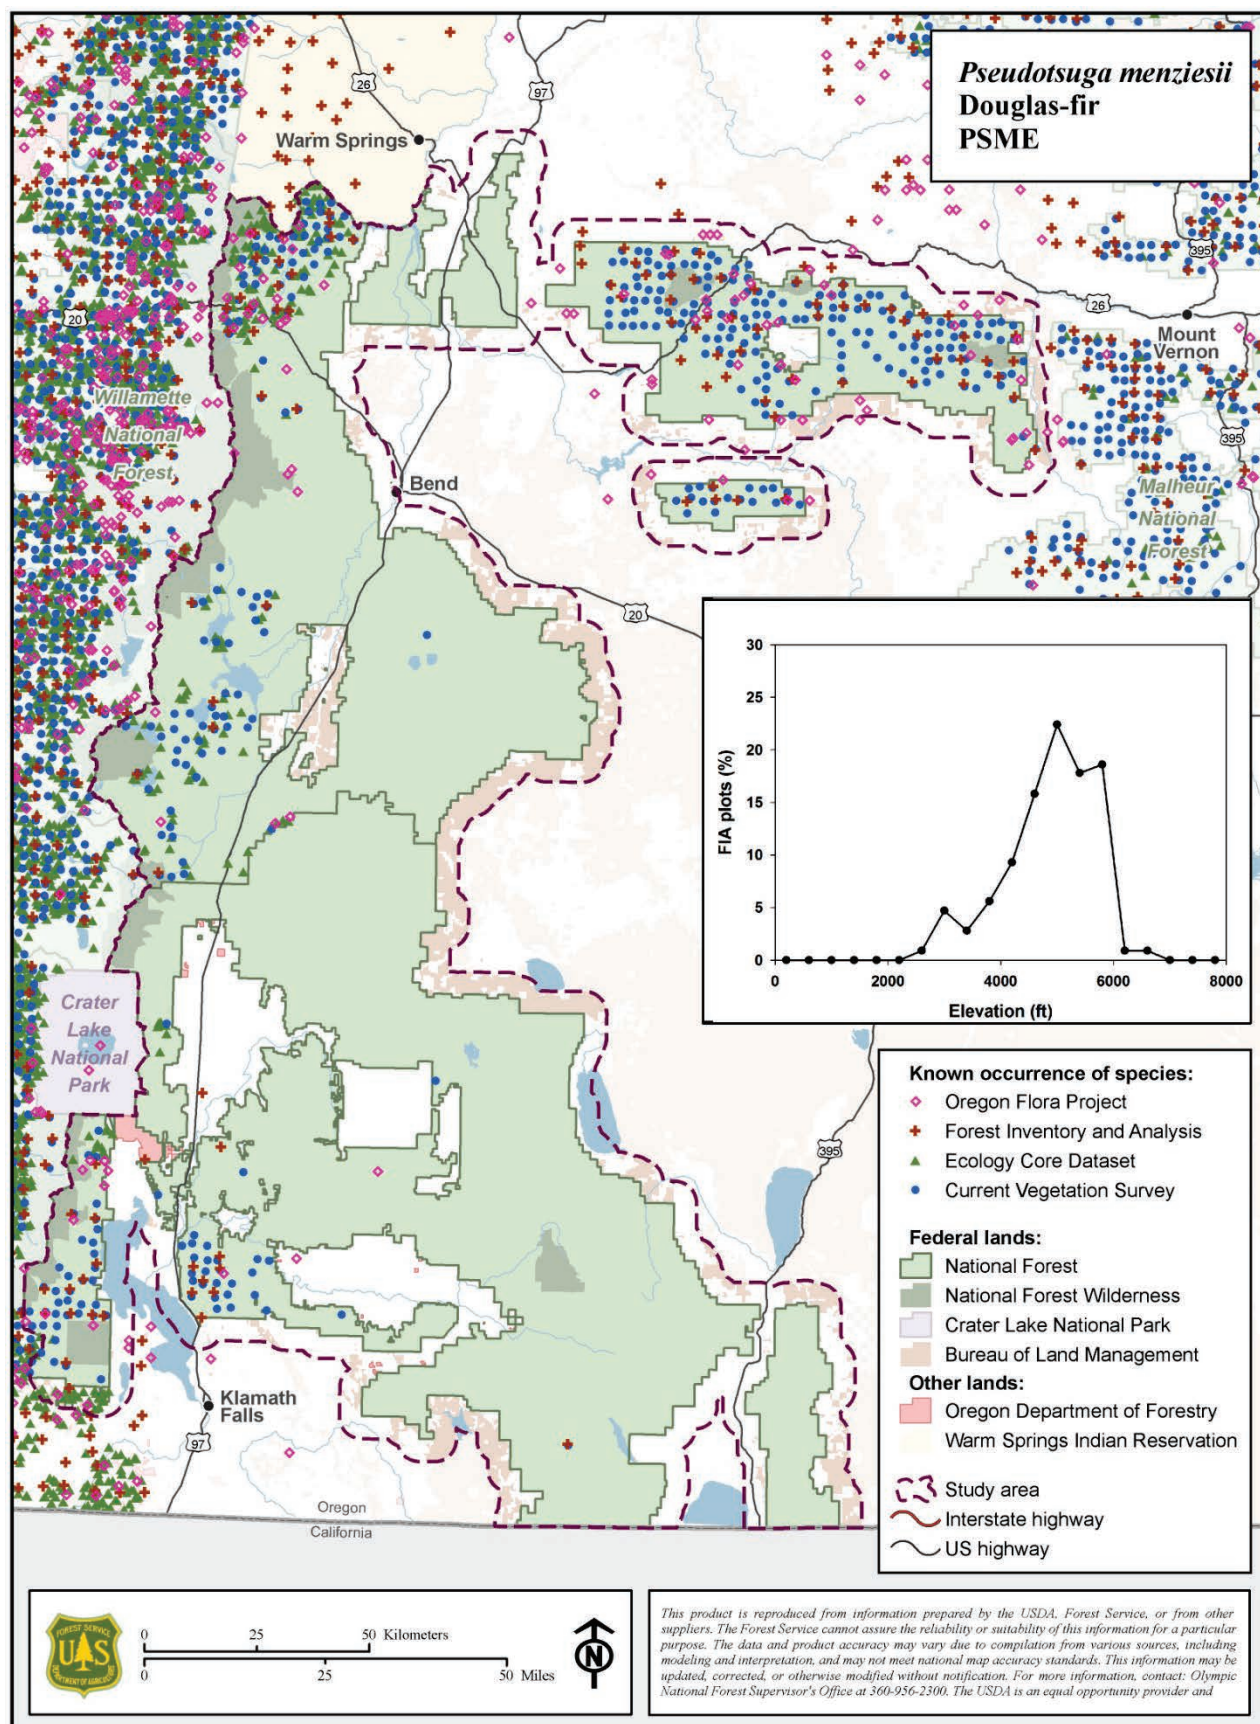 Pseudotsuga menziesii
Douglas-fir
PSME
26
97
Warm Springs
395
26
20
Mount
Vernon
Willamette
National
Forest
395
Bend
Malheur
National
Forest
20
30
25
20
15
10
5
0
FIA plots (%)
0 2000 4000 6000 8000
Elevation (ft)
Crater
Lake
National
Park
395
Known occurrence of species:
Oregon Flora Project
Forest Inventory and Analysis
Ecology Core Dataset
Current Vegetation Survey
Federal lands:
National Forest
National Forest Wilderness
Crater Lake National Park
Bureau of Land Management
Other lands:
Oregon Department of Forestry
Warm Springs Indian Reservation
Study area
Interstate highway
US highway
Klamath
Falls
97
Oregon
California
FOREST SERVICE
U S
DEPARTMENT OF AGRICULTURE
0 25 50 Kilometers
0 25 50 Miles
N
This product is reproduced from information prepared by the USDA, Forest Service, or from other
suppliers. The Forest Service cannot assure the reliability or suitability of this information for a particular
purpose. The data and product accuracy may vary due to compilation from various sources, including
modeling and interpretation, and may not meet national map accuracy standards. This information may be
updated, corrected, or otherwise modified without notification. For more information, contact: Olympic
National Forest Supervisor's Office at 360-956-2300. The USDA is an equal opportunity provider and